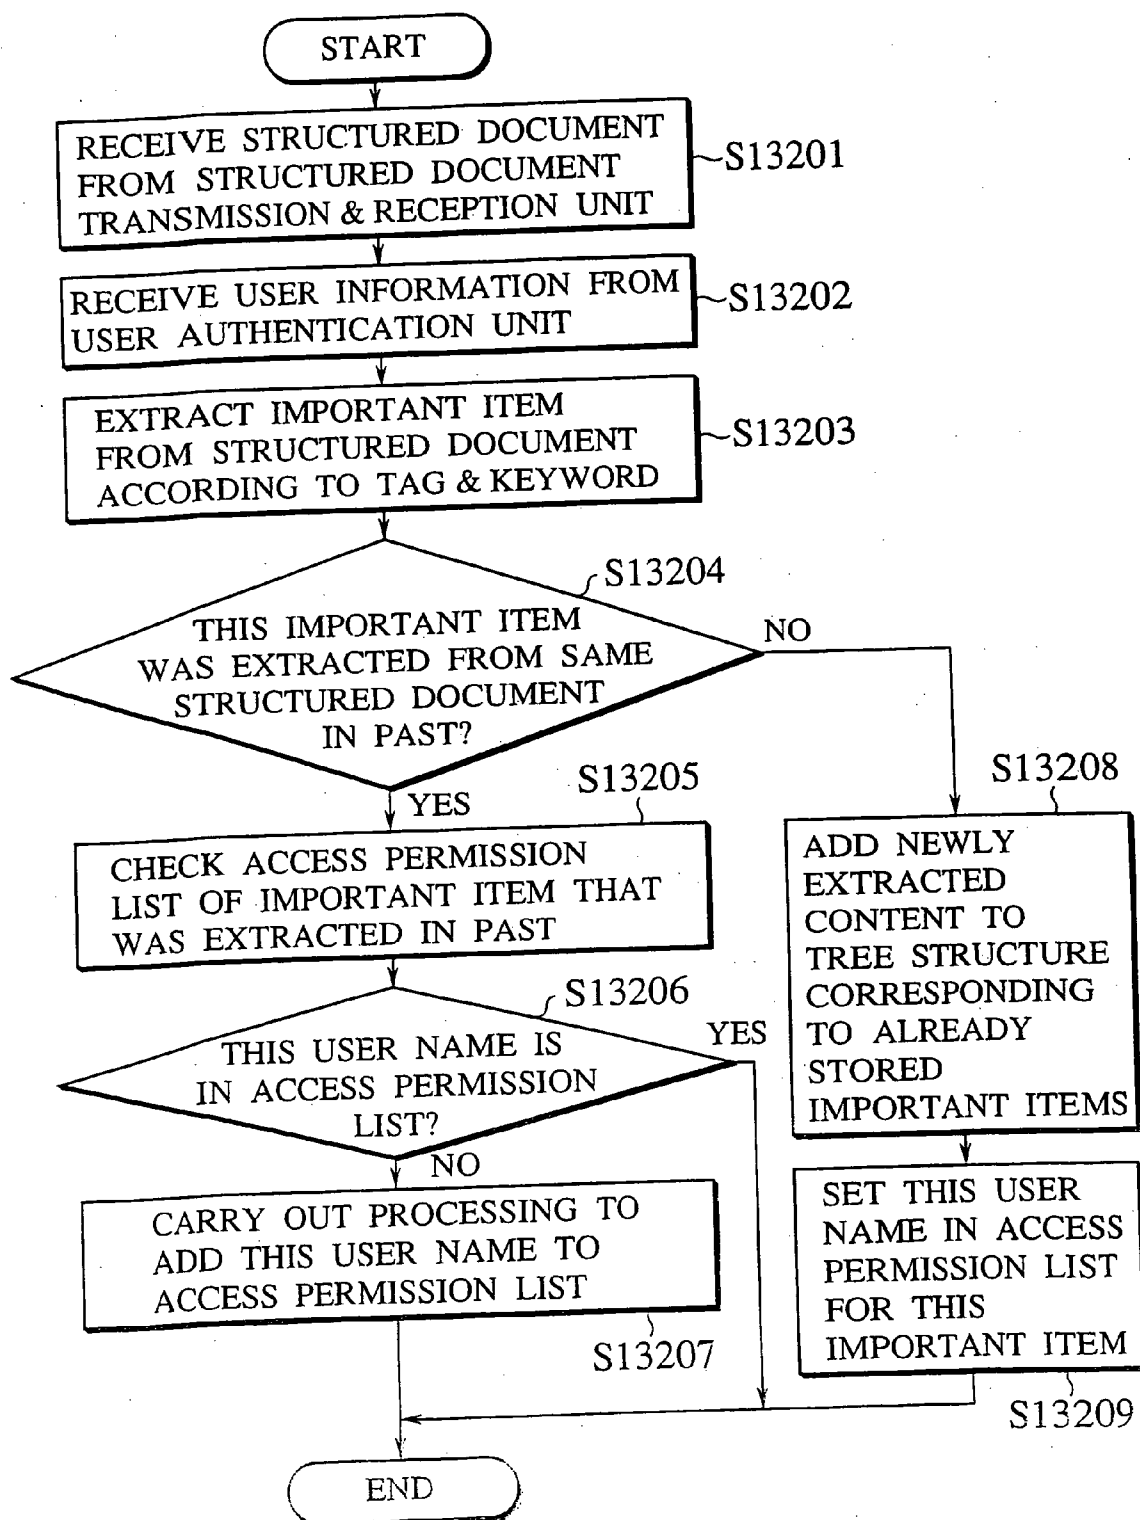 START
RECEIVE STRUCTURED DOCUMENT
FROM STRUCTURED DOCUMENT
TRANSMISSION & RECEPTION UNIT
S13201
RECEIVE USER INFORMATION FROM
USER AUTHENTICATION UNIT
S13202
EXTRACT IMPORTANT ITEM
FROM STRUCTURED DOCUMENT
ACCORDING TO TAG & KEYWORD
S13203
S13204
THIS IMPORTANT ITEM
WAS EXTRACTED FROM SAME
STRUCTURED DOCUMENT
IN PAST?
NO
YES
S13205
CHECK ACCESS PERMISSION
LIST OF IMPORTANT ITEM THAT
WAS EXTRACTED IN PAST
S13206
THIS USER NAME IS
IN ACCESS PERMISSION
LIST?
YES
NO
CARRY OUT PROCESSING TO
ADD THIS USER NAME TO
ACCESS PERMISSION LIST
S13207
S13208
ADD NEWLY
EXTRACTED
CONTENT TO
TREE STRUCTURE
CORRESPONDING
TO ALREADY
STORED
IMPORTANT ITEMS
SET THIS USER
NAME IN ACCESS
PERMISSION LIST
FOR THIS
IMPORTANT ITEM
S13209
END